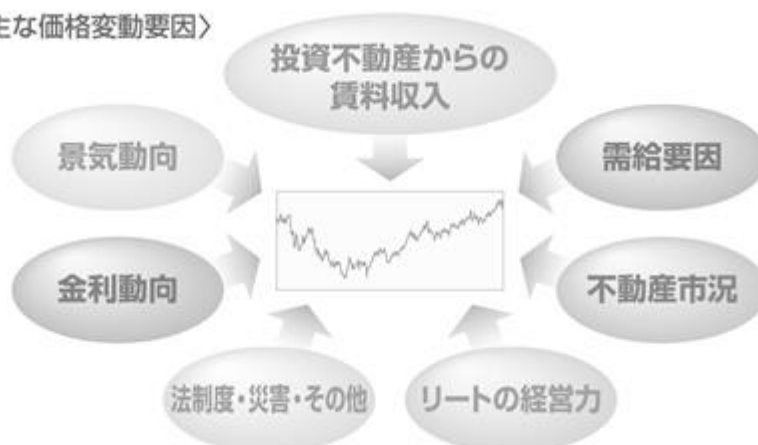 主な価格変動要因〉
投資不動産からの
賃料収入
景気動向
需給要因
金利動向
不動産市況
法制度・災害・その他
リートの経営力